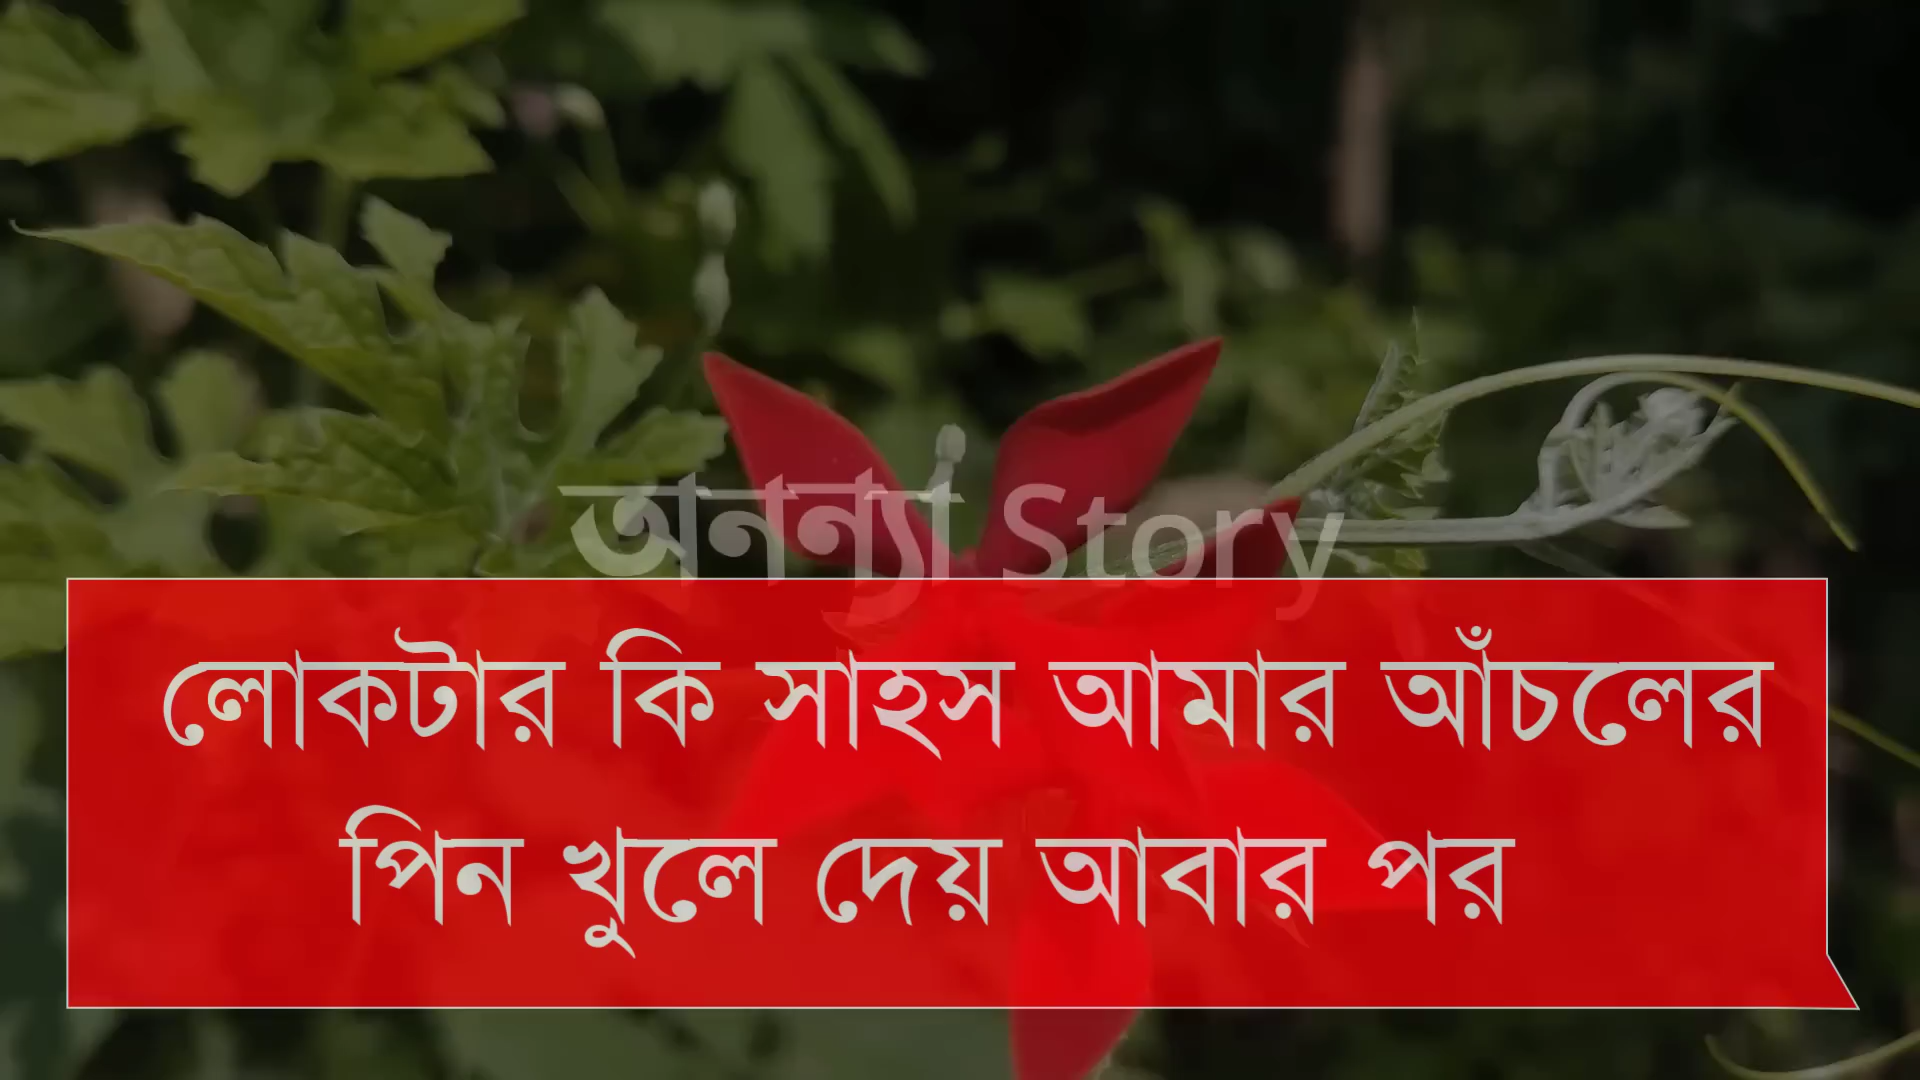 অনন্যা Story
লোকটার কি সাহস আমার আঁচলের
পিন খুলে দেয় আবার পর